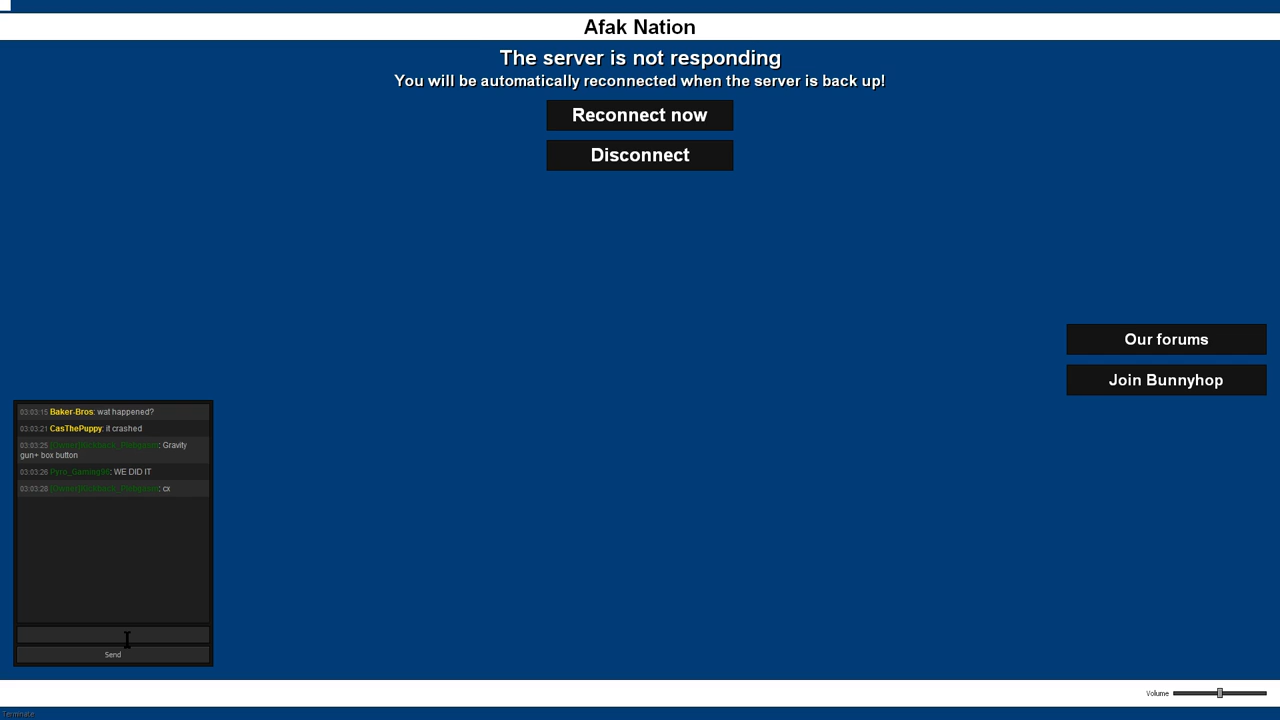 Afak Nation
The server is not responding
You will be automatically reconnected when the server is back up!
Reconnect now
Disconnect
Our forums
Join Bunnyhop
03:03:15 Baker-Bros: wat happened?
03:03:21 CasThePuppy: it crashed
03:03:25 : Gravity
gun+ box button
03:03:26 Pyro_Gaming98: WE DID IT
03:03:28 : cx
Send
Volume
Terminate